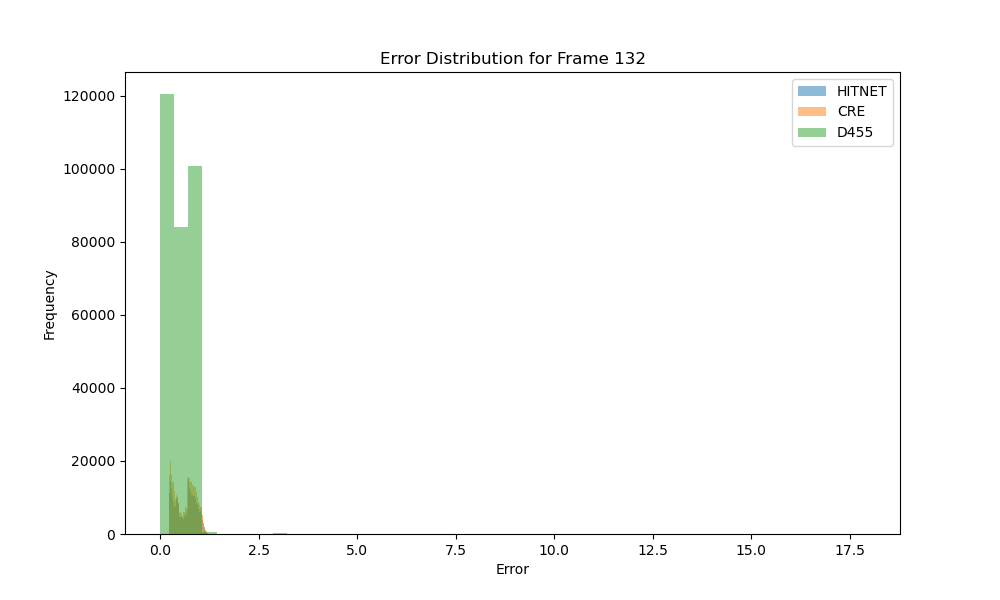 Error Distribution for Frame 132
HITNET
CRE
D455
120000
100000
80000
60000
40000
20000
0
Frequency
0.0 2.5 5.0 7.5 10.0 12.5 15.0 17.5
Error